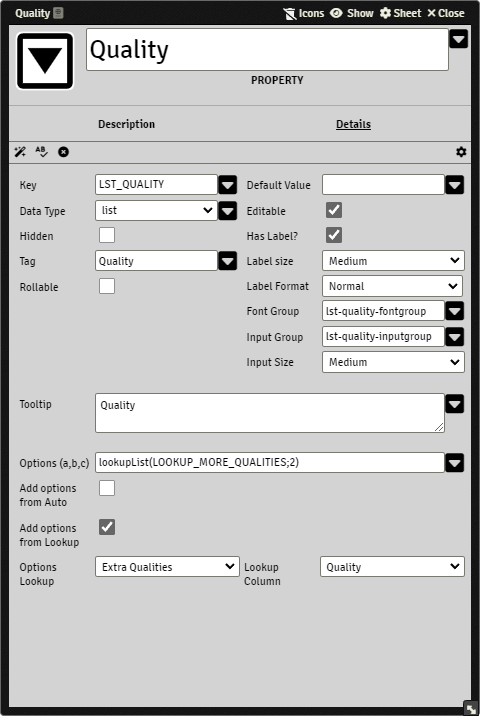 Quality Icons Show Sheet Close
Quality
PROPERTY
Description Details
AB
Key LST_QUALITY Default Value
Data Type list Editable
Hidden Has Label?
Tag Quality Label size Medium
Rollable Label Format Normal
Font Group lst-quality-fontgroup
Input Group lst-quality-inputgroup
Input Size Medium
Tooltip Quality
Options (a,b,c) lookupList(LOOKUP_MORE_QUALITIES;2)
Add options
from Auto
Add options
from Lookup
Options Extra Qualities Lookup Quality
Lookup Column